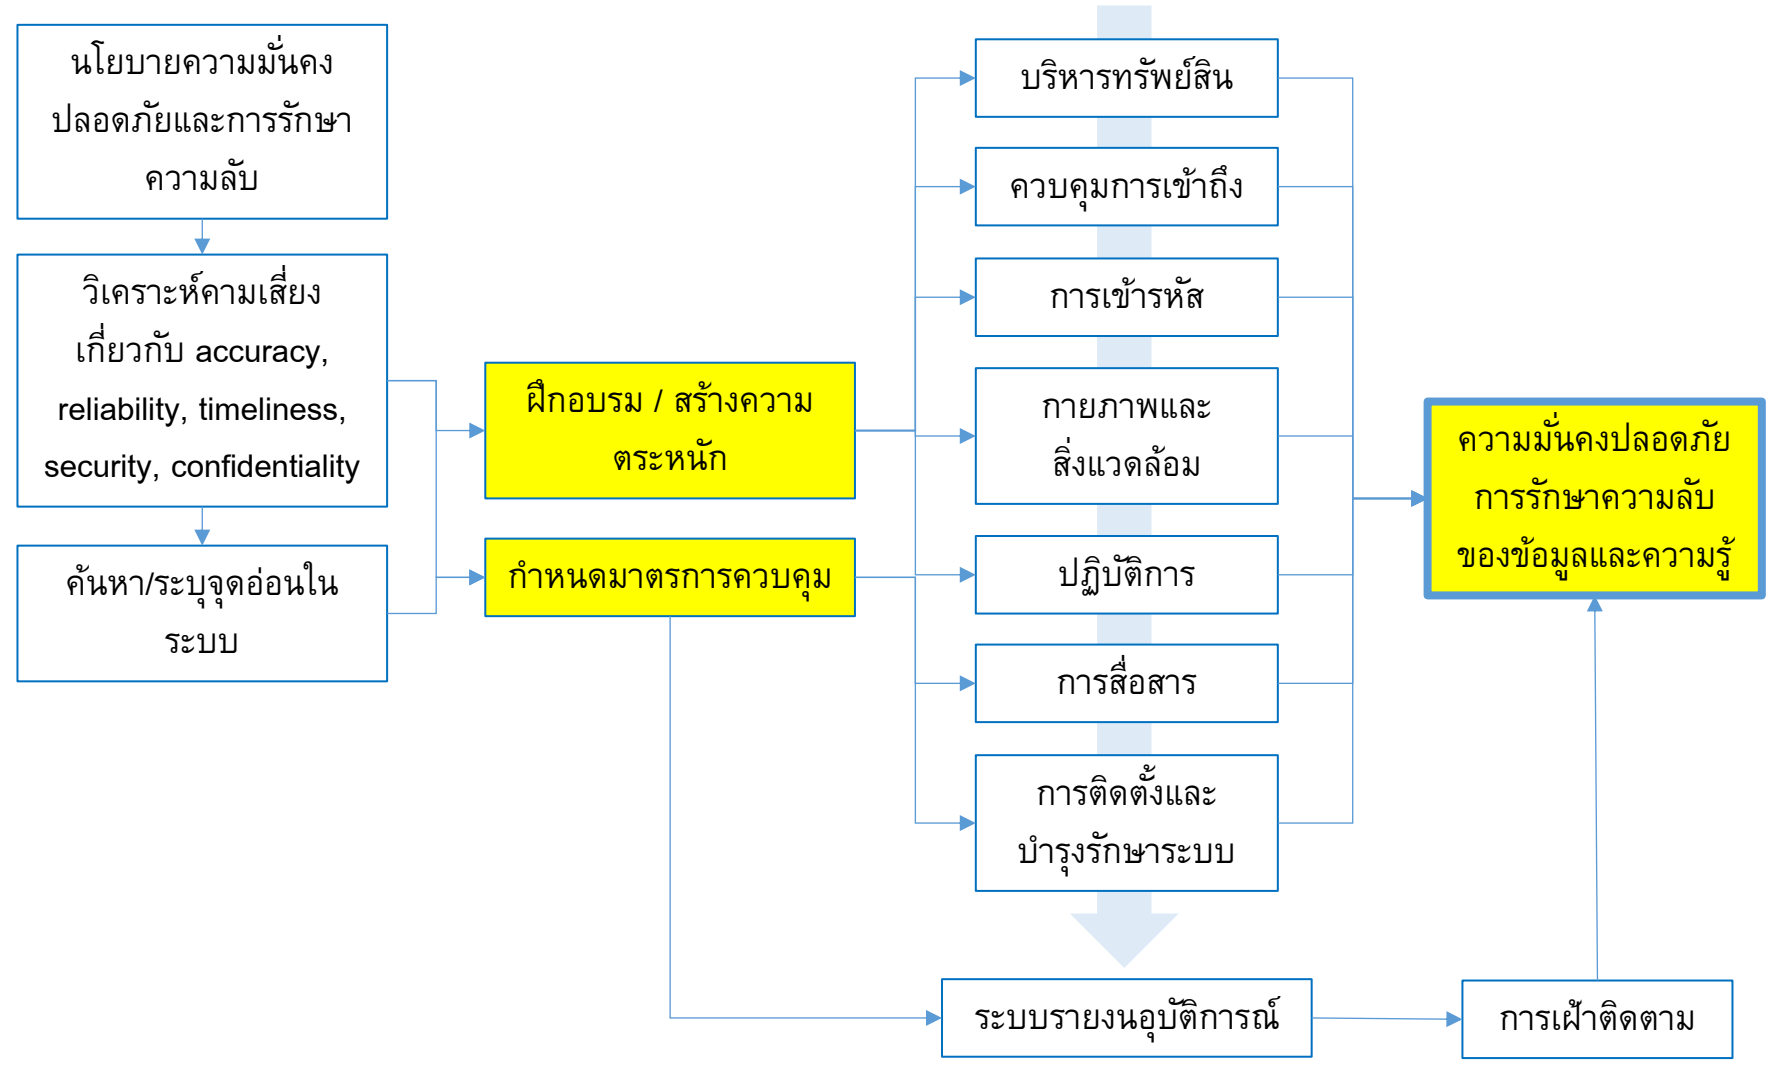 นโยบายความมั่นคง
ปลอดภัยและการรักษา
ความลับ
วิเคราะห์คามเสี่ยง
เกี่ยวกับ accuracy,
reliability, timeliness,
security, confidentiality
ค้นหา/ระบุจุดอ่อนใน
ระบบ
ฝึกอบรม / สร้างความ
ตระหนัก
กำหนดมาตรการควบคุม
บริหารทรัพย์สิน
ควบคุมการเข้าถึง
การเข้ารหัส
กายภาพและ
สิ่งแวดล้อม
ปฏิบัติการ
การสื่อสาร
การติดตั้งและ
บำรุงรักษาระบบ
ระบบรายงนอุบัติการณ์
การเฝ้าติดตาม
ความมั่นคงปลอดภัย
การรักษาความลับ
ของข้อมูลและความรู้